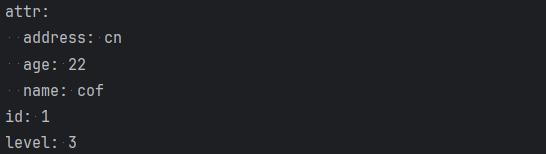 attr:
  address: cn
  age: 22
  name: cof
id: 1
level: 3